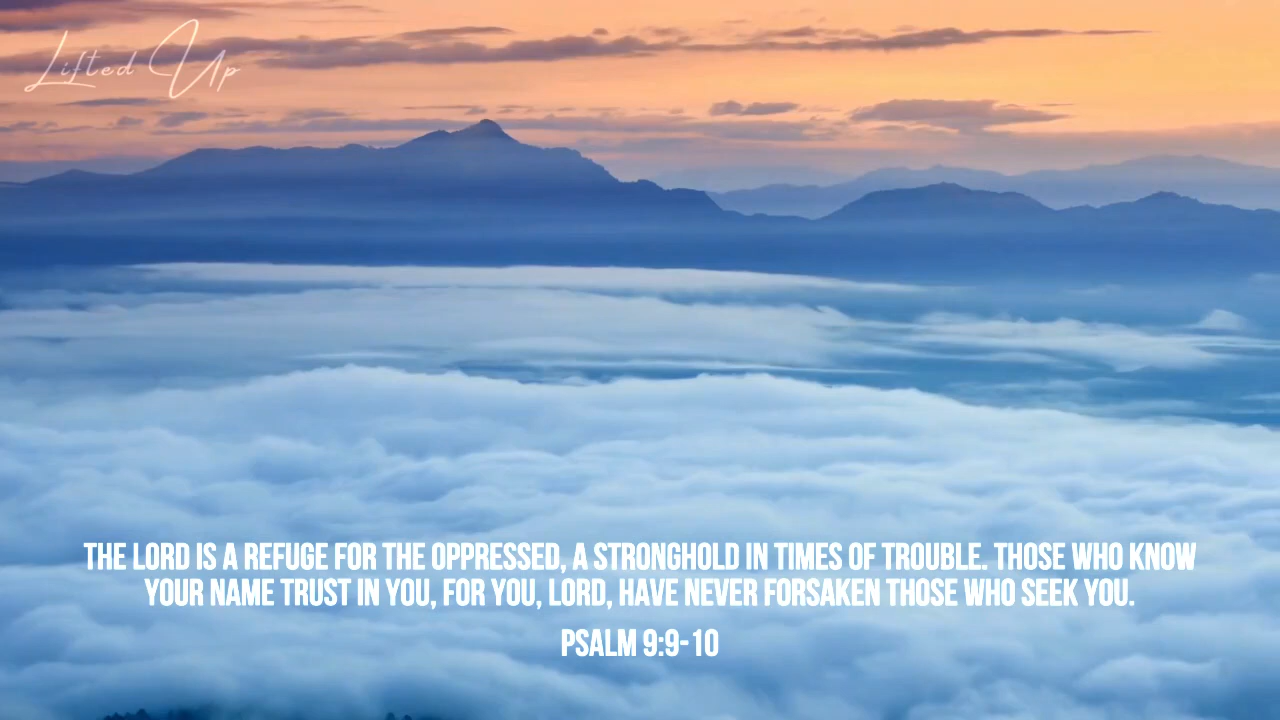 Lifted Up
THE LORD IS A REFUGE FOR THE OPPRESSED, A STRONGHOLD IN TIMES OF TROUBLE. THOSE WHO KNOW
YOUR NAME TRUST IN YOU, FOR YOU, LORD, HAVE NEVER FORSAKEN THOSE WHO SEEK YOU.
PSALM 9:9-10